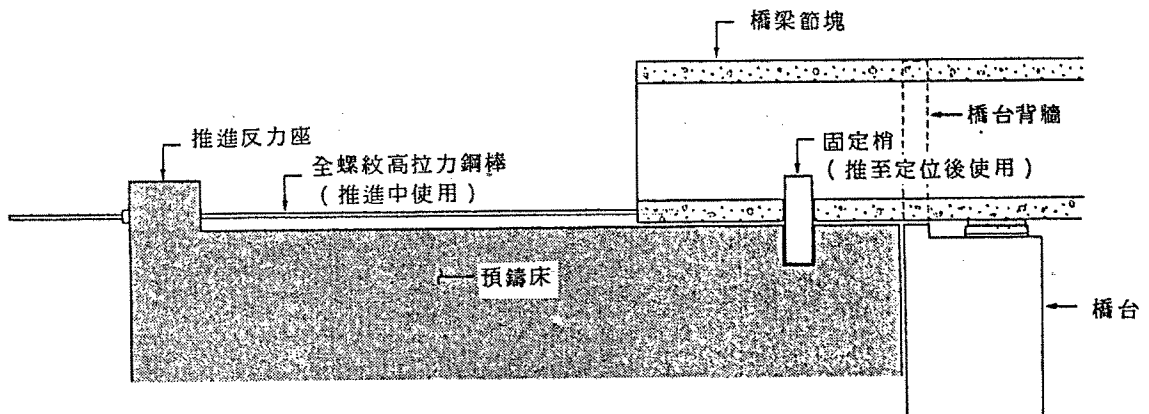 橋梁節塊
橋台背牆
推進反力座
全螺紋高拉力鋼棒
(推進中使用)
固定梢
(推至定位後使用)
預鑄床
橋台